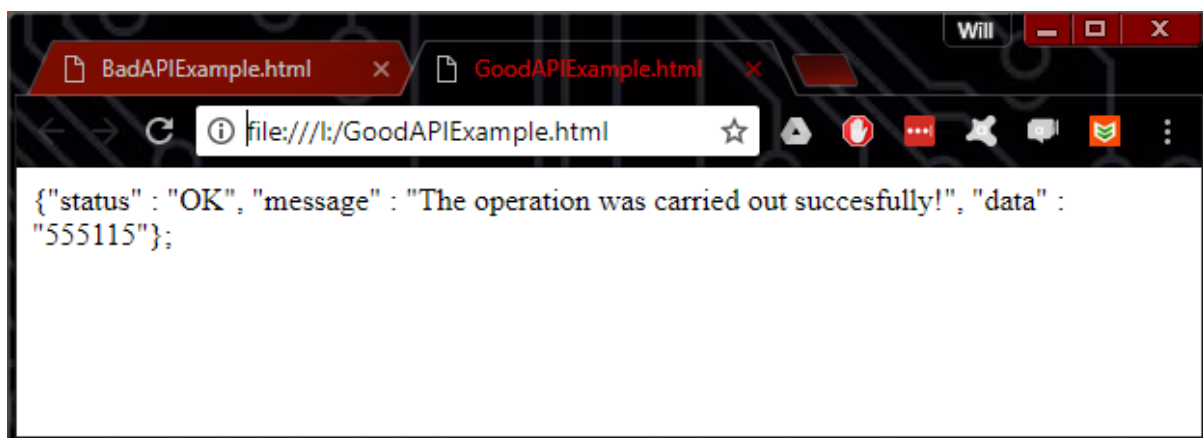 Will
BadAPIExample.html
GoodAPIExample.html
file:///I:/GoodAPIExample.html
{"status" : "OK", "message" : "The operation was carried out succesfully!", "data" :
"555115"};